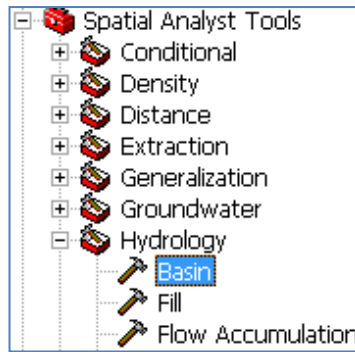 Spatial Analyst Tools
Conditional
Density
Distance
Extraction
Generalization
Groundwater
Hydrology
Basin
Fill
Flow Accumulation